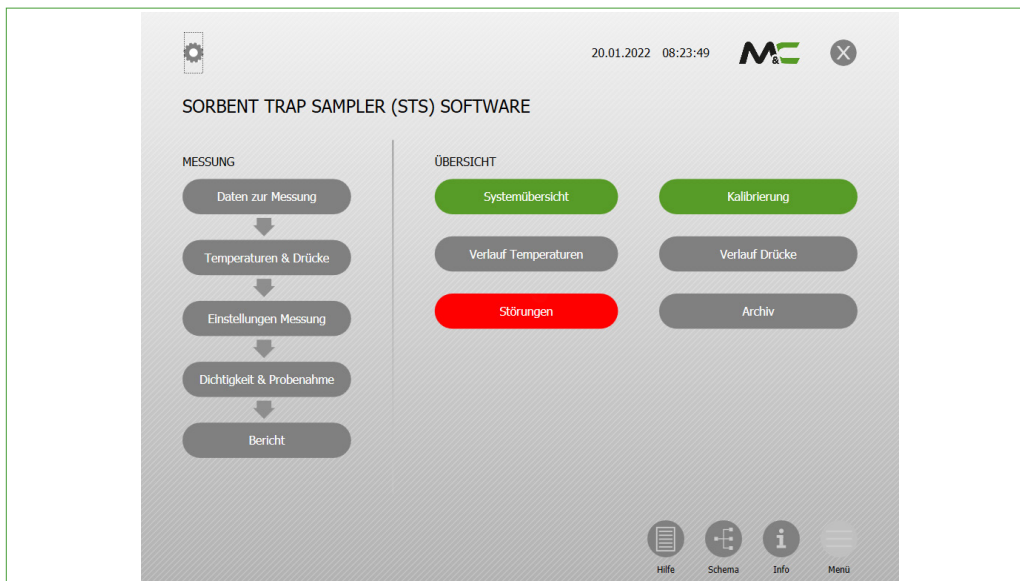 20.01.2022 08:23:49 M&C
SORBENT TRAP SAMPLER (STS) SOFTWARE
MESSUNG
Daten zur Messung
Temperaturen & Drücke
Einstellungen Messung
Dichtigkeit & Probenahme
Bericht
ÜBERSICHT
Systemübersicht
Kalibrierung
Verlauf Temperaturen
Verlauf Drücke
Störungen
Archiv
Hilfe
Schema
Info
Menü